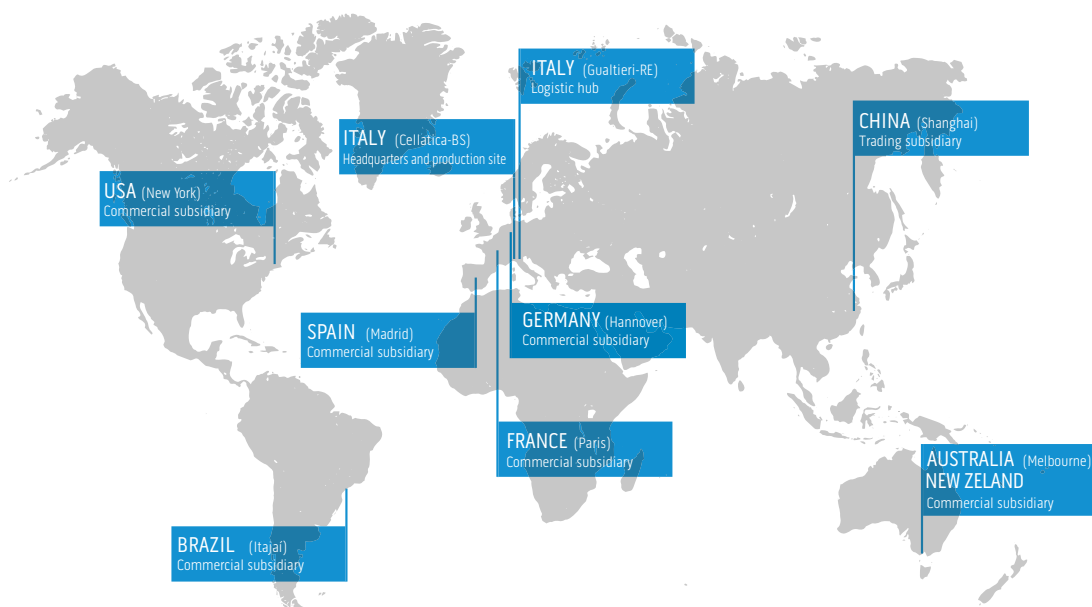 ITALY (Gualtieri-RE)
Logistic hub
CHINA (Shanghai)
Trading subsidiary
ITALY (Cellatica-BS)
Headquarters and production site
USA (New York)
Commercial subsidiary
SPAIN (Madrid)
Commercial subsidiary
GERMANY (Hannover)
Commercial subsidiary
FRANCE (Paris)
Commercial subsidiary
AUSTRALIA (Melbourne)
NEW ZELAND
Commercial subsidiary
BRAZIL (Itajaí)
Commercial subsidiary